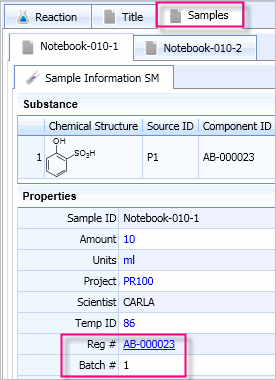 Reaction Title Samples
Notebook-010-1 Notebook-010-2
Sample Information SM
Substance
Chemical Structure Source ID Component ID
OH
1 SO₃H P1 AB-000023
Properties
Sample ID Notebook-010-1
Amount 10
Units ml
Project PR100
Scientist CARLA
Temp ID 86
Reg # AB-000023
Batch # 1